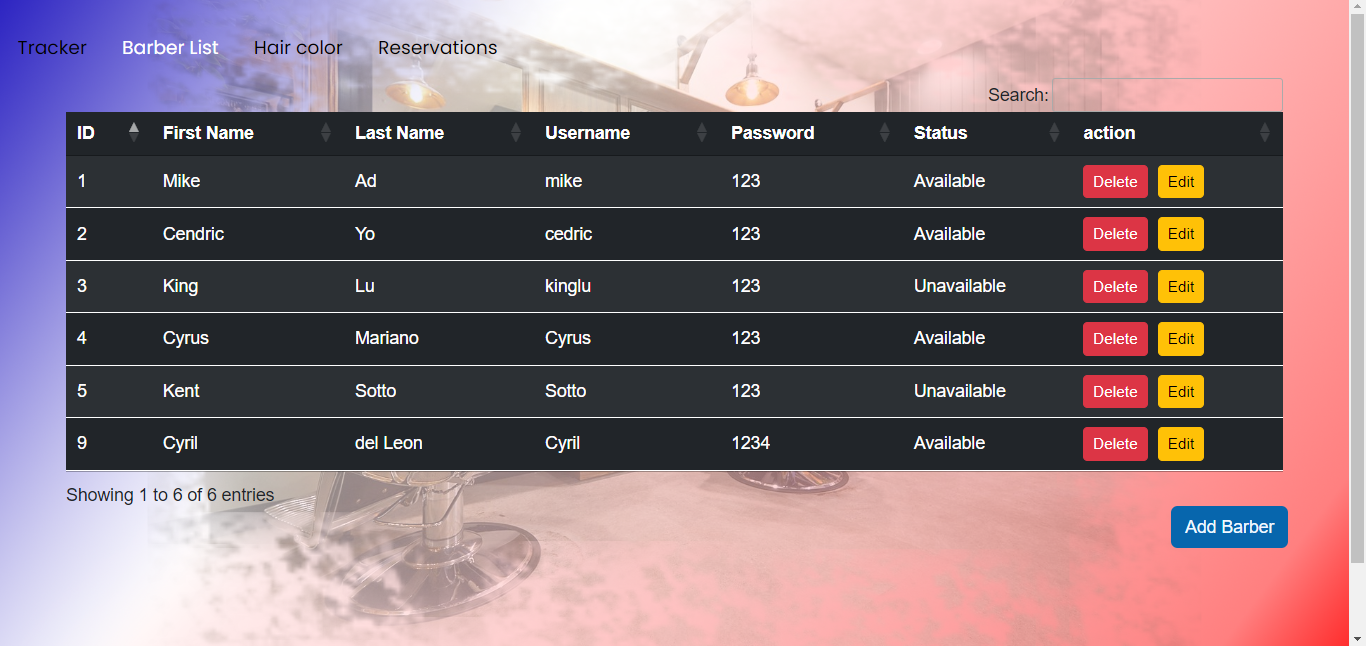 Tracker Barber List Hair color Reservations
Search:
ID First Name Last Name Username Password Status action
1 Mike Ad mike 123 Available Delete Edit
2 Cendric Yo cedric 123 Available Delete Edit
3 King Lu kinglu 123 Unavailable Delete Edit
4 Cyrus Mariano Cyrus 123 Available Delete Edit
5 Kent Sotto Sotto 123 Unavailable Delete Edit
9 Cyril del Leon Cyril 1234 Available Delete Edit
Showing 1 to 6 of 6 entries
Add Barber